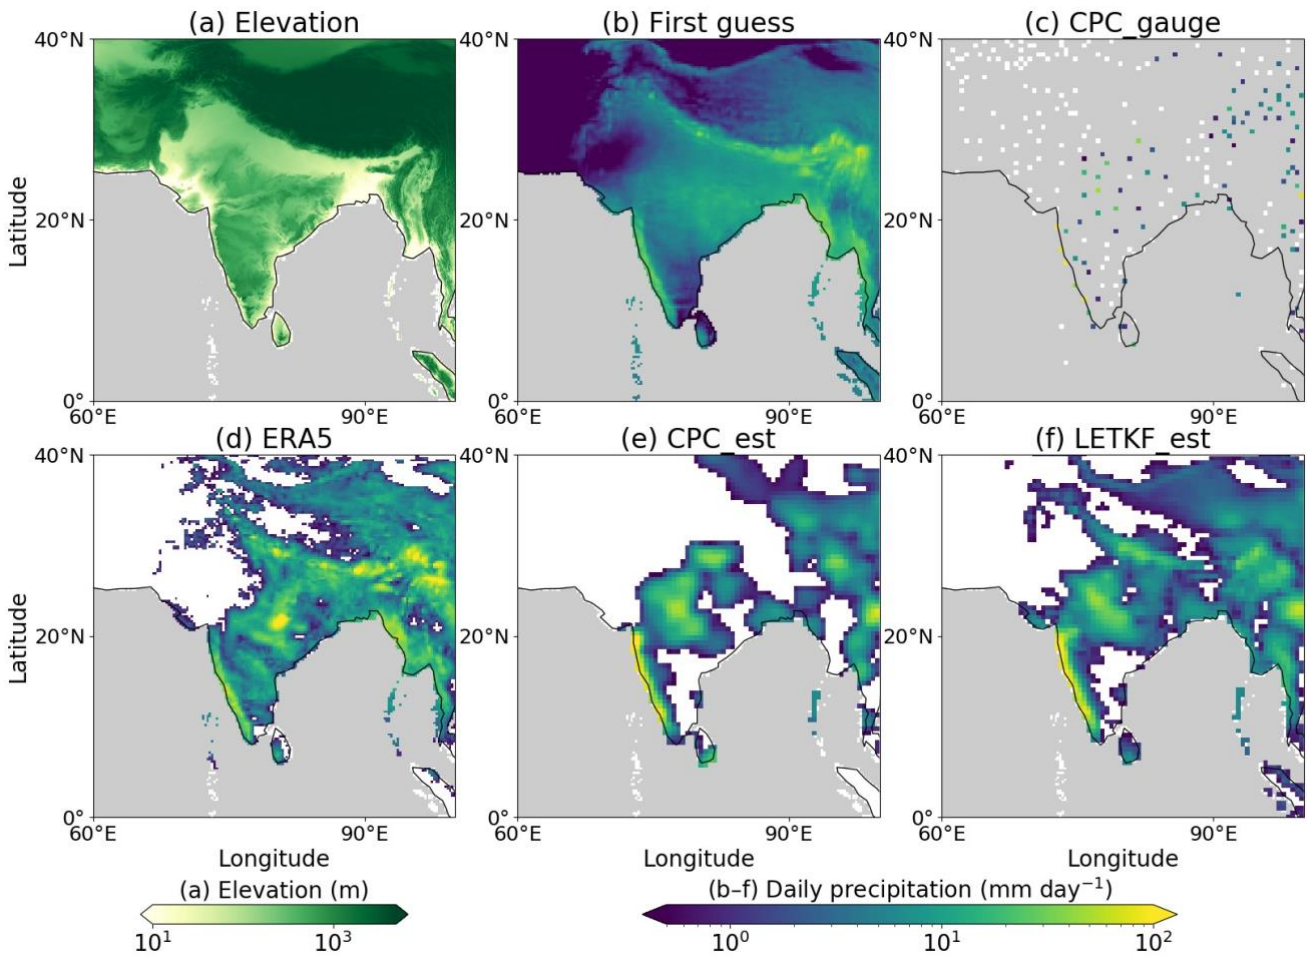 (a) Elevation
(b) First guess
(c) CPC_gauge
40°N
40°N
40°N
Latitude
20°N
20°N
20°N
0°
0°
0°
60°E
90°E
60°E
90°E
60°E
90°E
(d) ERA5
(e) CPC_est
(f) LETKF_est
40°N
40°N
40°N
Latitude
20°N
20°N
20°N
0°
0°
0°
60°E
90°E
60°E
90°E
60°E
90°E
Longitude
Longitude
Longitude
(a) Elevation (m)
(b–f) Daily precipitation (mm day⁻¹)
10¹
10³
10⁰
10¹
10²